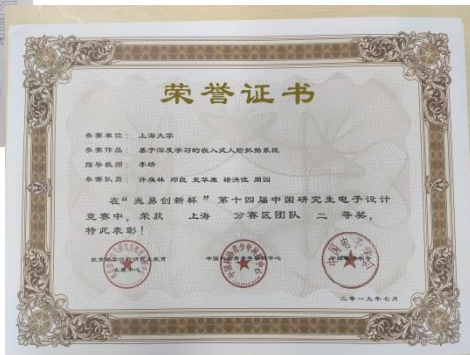 荣誉证书
参赛单位：上海大学
参赛作品：基于深度学习的嵌入式人脸抓拍系统
指导教师：李娇
参赛队员：许庚林 邓良 史华康 褚洪佳 周园
在“兆易创新杯”第十四届中国研究生电子设计
竞赛中，荣获 上海 分赛区团队 二 等奖，
特此表彰！
二零一九年七月